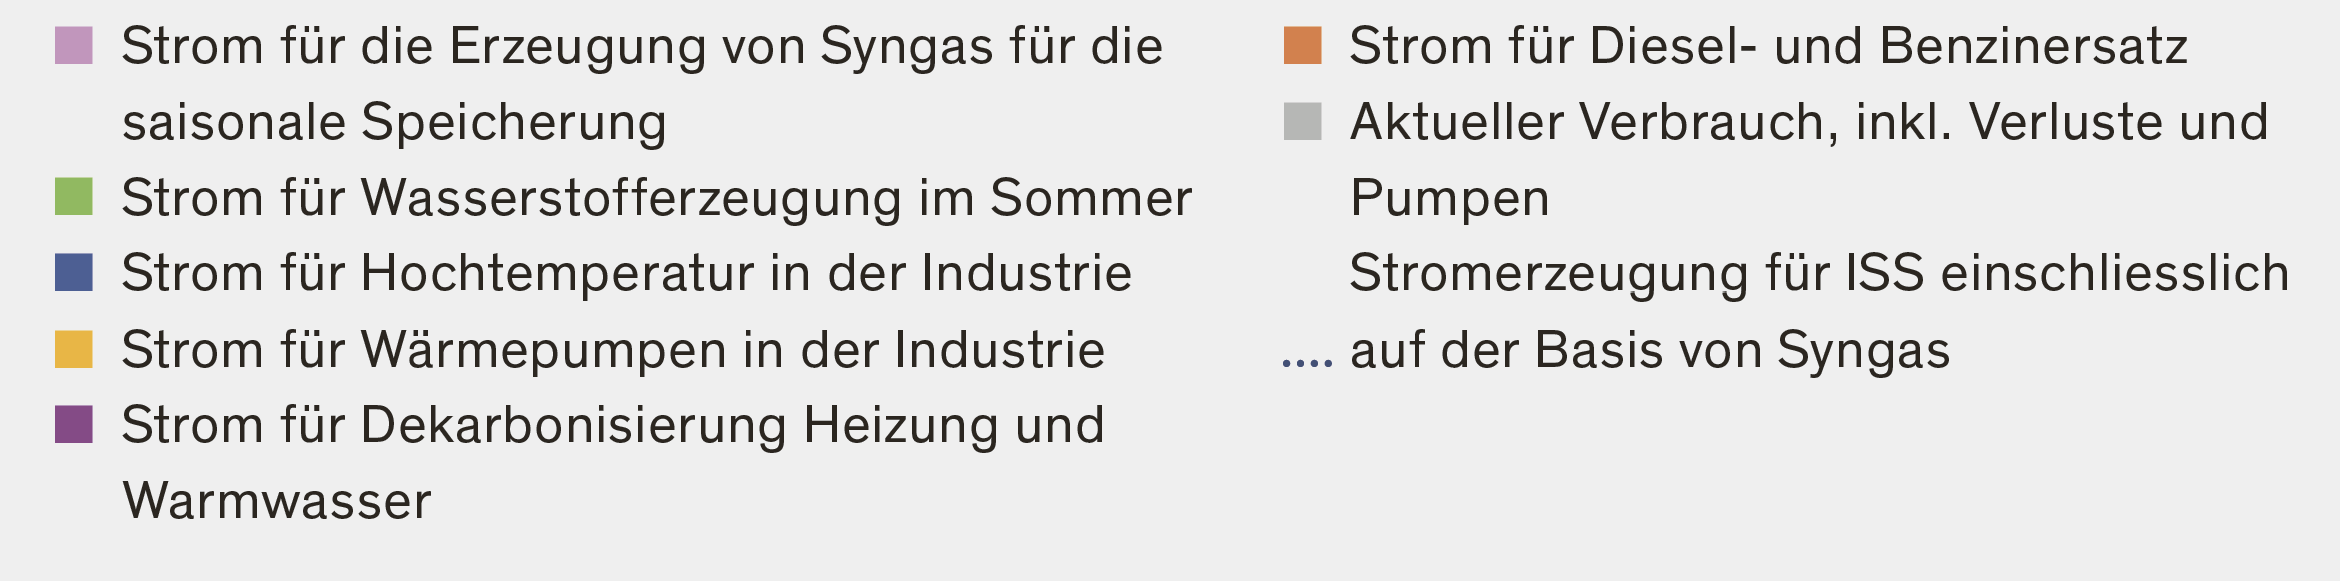 Strom für die Erzeugung von Syngas für die
saisonale Speicherung
Strom für Wasserstofferzeugung im Sommer
Strom für Hochtemperatur in der Industrie
Strom für Wärmepumpen in der Industrie
Strom für Dekarbonisierung Heizung und
Warmwasser
Strom für Diesel- und Benzinersatz
Aktueller Verbrauch, inkl. Verluste und
Pumpen
Stromerzeugung für ISS einschliesslich
auf der Basis von Syngas